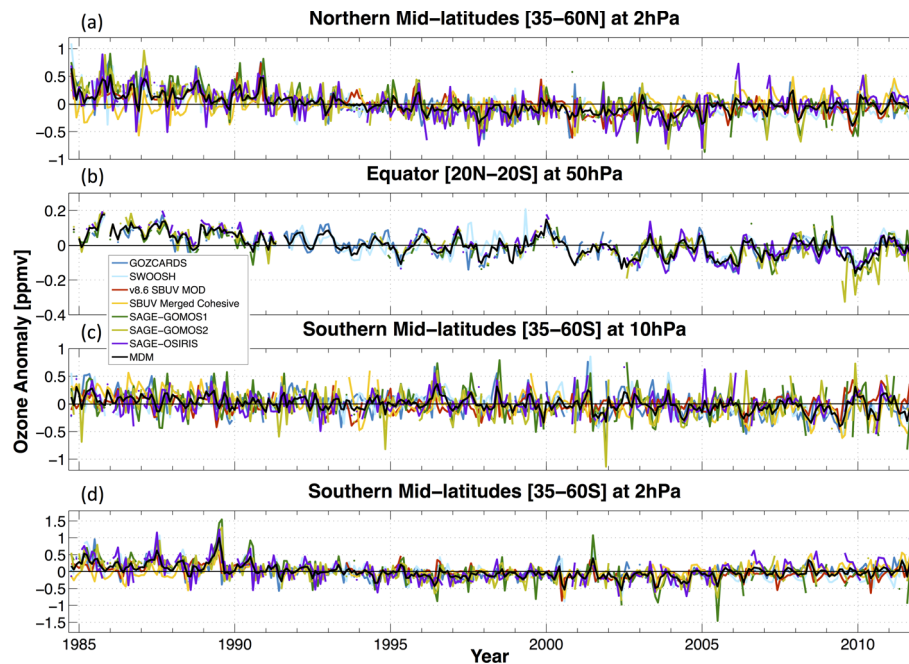 (a)
Northern Mid−latitudes [35−60N] at 2hPa
1
0.5
0
−0.5
−1
(b)
Equator [20N−20S] at 50hPa
0.2
0
−0.2
−0.4
GOZCARDS
SWOOSH
v8.6 SBUV MOD
SBUV Merged Cohesive
SAGE−GOMOS1
SAGE−GOMOS2
SAGE−OSIRIS
MDM
Ozone Anomaly [ppmv]
(c)
Southern Mid−latitudes [35−60S] at 10hPa
1
0.5
0
−0.5
−1
(d)
Southern Mid−latitudes [35−60S] at 2hPa
1.5
1
0.5
0
−0.5
−1
−1.5
1985 1990 1995 2000 2005 2010
Year